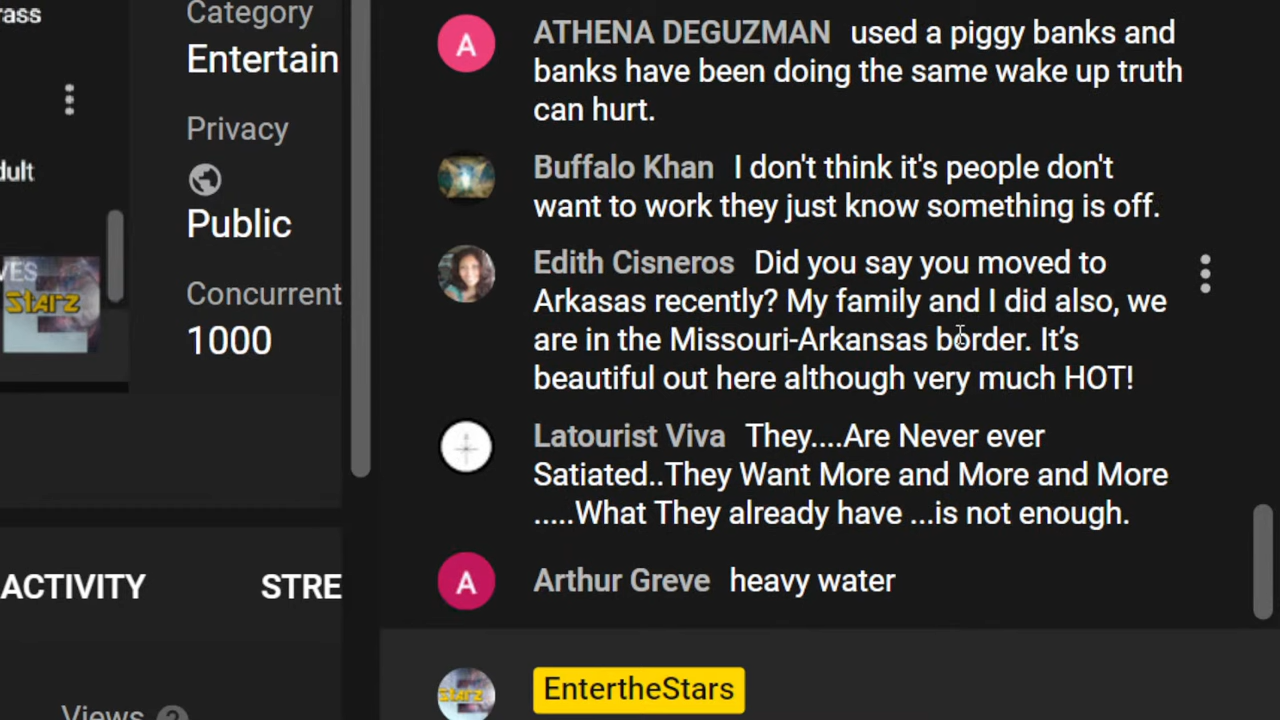 rass
dult
VES
Starz
Category
Entertain
Privacy
Public
Concurrent
1000
ACTIVITY STRE
Views ?
A ATHENA DEGUZMAN used a piggy banks and
banks have been doing the same wake up truth
can hurt.
Buffalo Khan I don't think it's people don't
want to work they just know something is off.
Edith Cisneros Did you say you moved to
Arkasas recently? My family and I did also, we
are in the Missouri-Arkansas border. It’s
beautiful out here although very much HOT!
Latourist Viva They....Are Never ever
Satiated..They Want More and More and More
.....What They already have ...is not enough.
A Arthur Greve heavy water
Starz EntertheStars